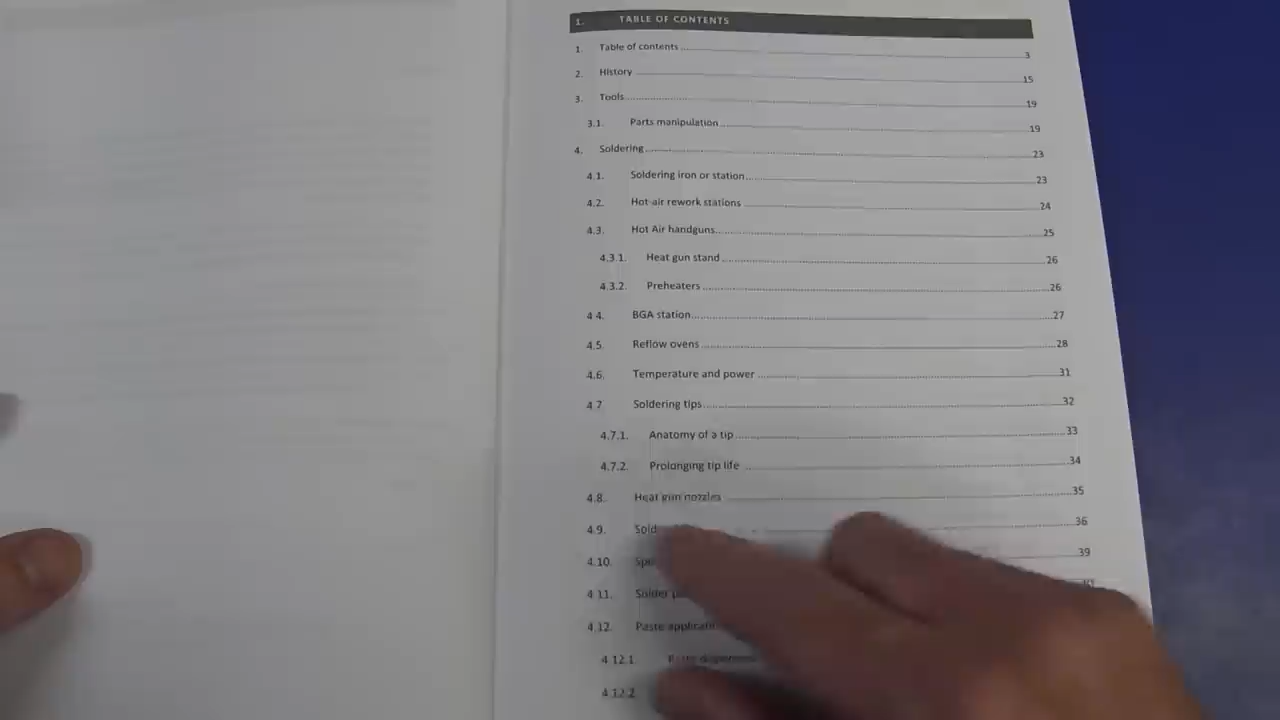 1. TABLE OF CONTENTS
1. Table of contents 3
2. History 15
3. Tools 19
3.1. Parts manipulation 19
4. Soldering 23
4.1. Soldering iron or station 23
4.2. Hot air rework stations 24
4.3. Hot Air handguns 25
4.3.1. Heat gun stand 26
4.3.2. Preheaters 26
4.4. BGA station 27
4.5. Reflow ovens 28
4.6. Temperature and power 31
4.7 Soldering tips 32
4.7.1. Anatomy of a tip 33
4.7.2. Prolonging tip life 34
4.8. Heat gun nozzles 35
4.9. Sold 36
4.10. 39
4.11. Solder
4.12. Paste
4.12.1. Paste
4.12.2